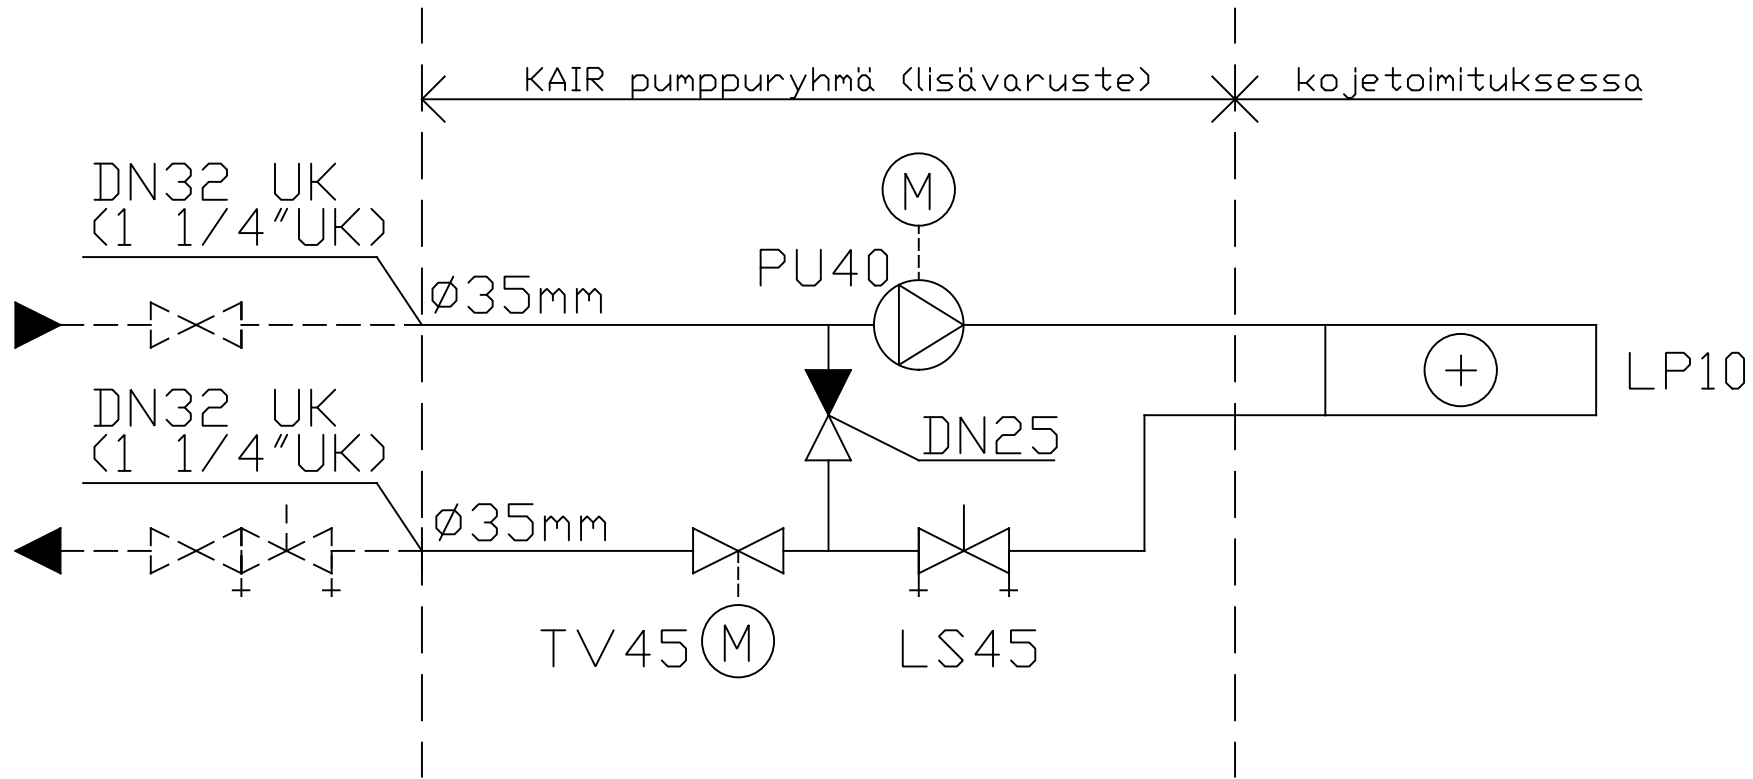 KAIR pumppuryhmä (lisävaruste)
kojetoimituksessa
DN32 UK
(1 1/4"UK)
M
PU40
Ø35mm
LP10
DN32 UK
(1 1/4"UK)
DN25
Ø35mm
TV45
M
LS45